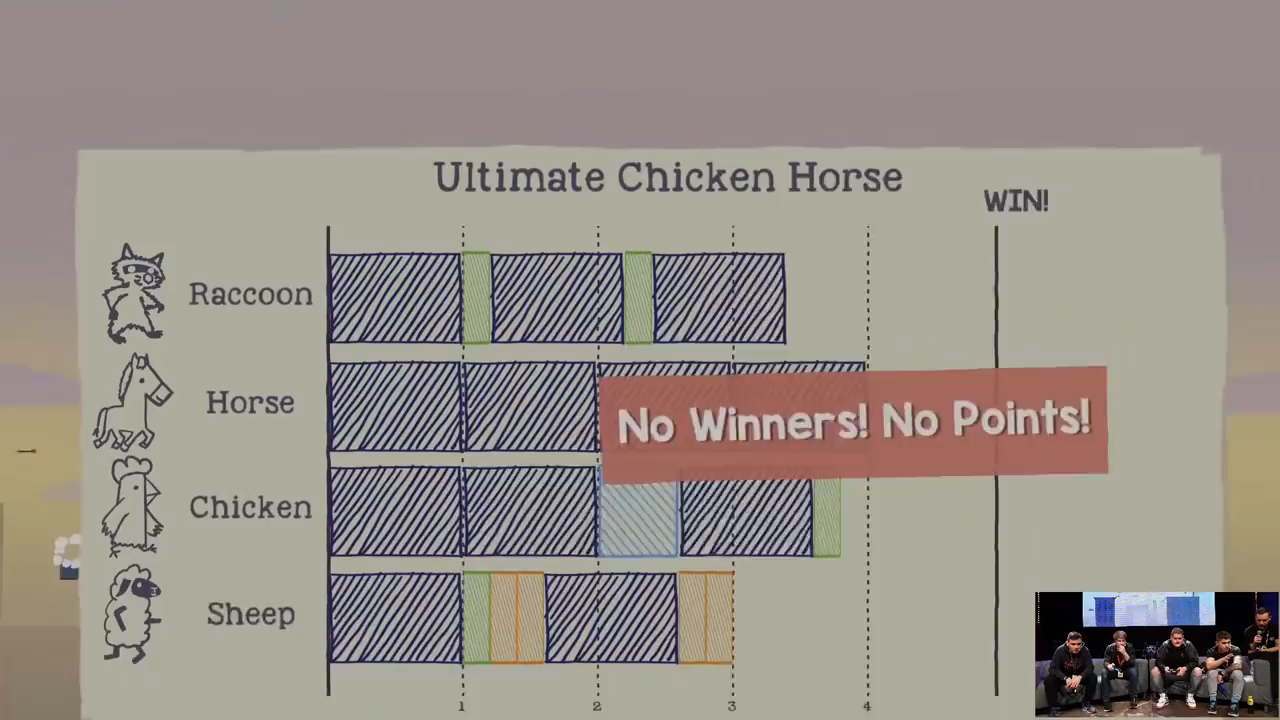 Ultimate Chicken Horse
WIN!
Raccoon
Horse
No Winners! No Points!
Chicken
Sheep
1 2 3 4